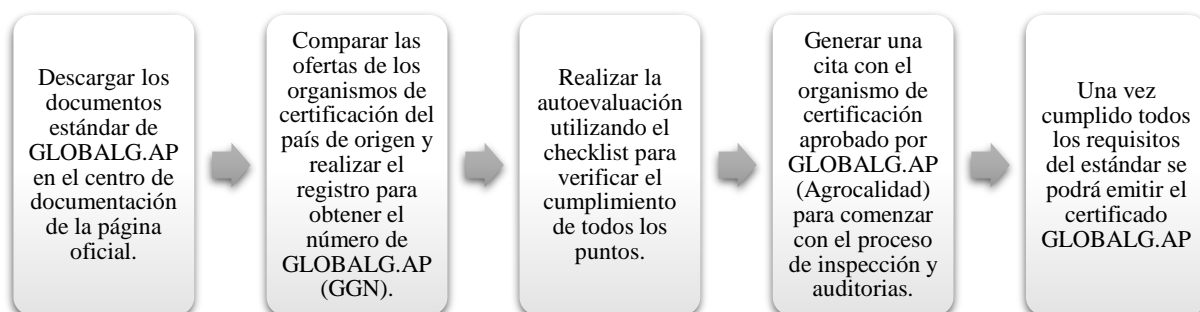 Descargar los
documentos
estándar de
GLOBALG.AP
en el centro de
documentación
de la página
oficial.
Comparar las
ofertas de los
organismos de
certificación del
país de origen y
realizar el
registro para
obtener el
número de
GLOBALG.AP
(GGN).
Realizar la
autoevaluación
utilizando el
checklist para
verificar el
cumplimiento
de todos los
puntos.
Generar una
cita con el
organismo de
certificación
aprobado por
GLOBALG.AP
(Agrocalidad)
para comenzar
con el proceso
de inspección y
auditorias.
Una vez
cumplido todos
los requisitos
del estándar se
podrá emitir el
certificado
GLOBALG.AP